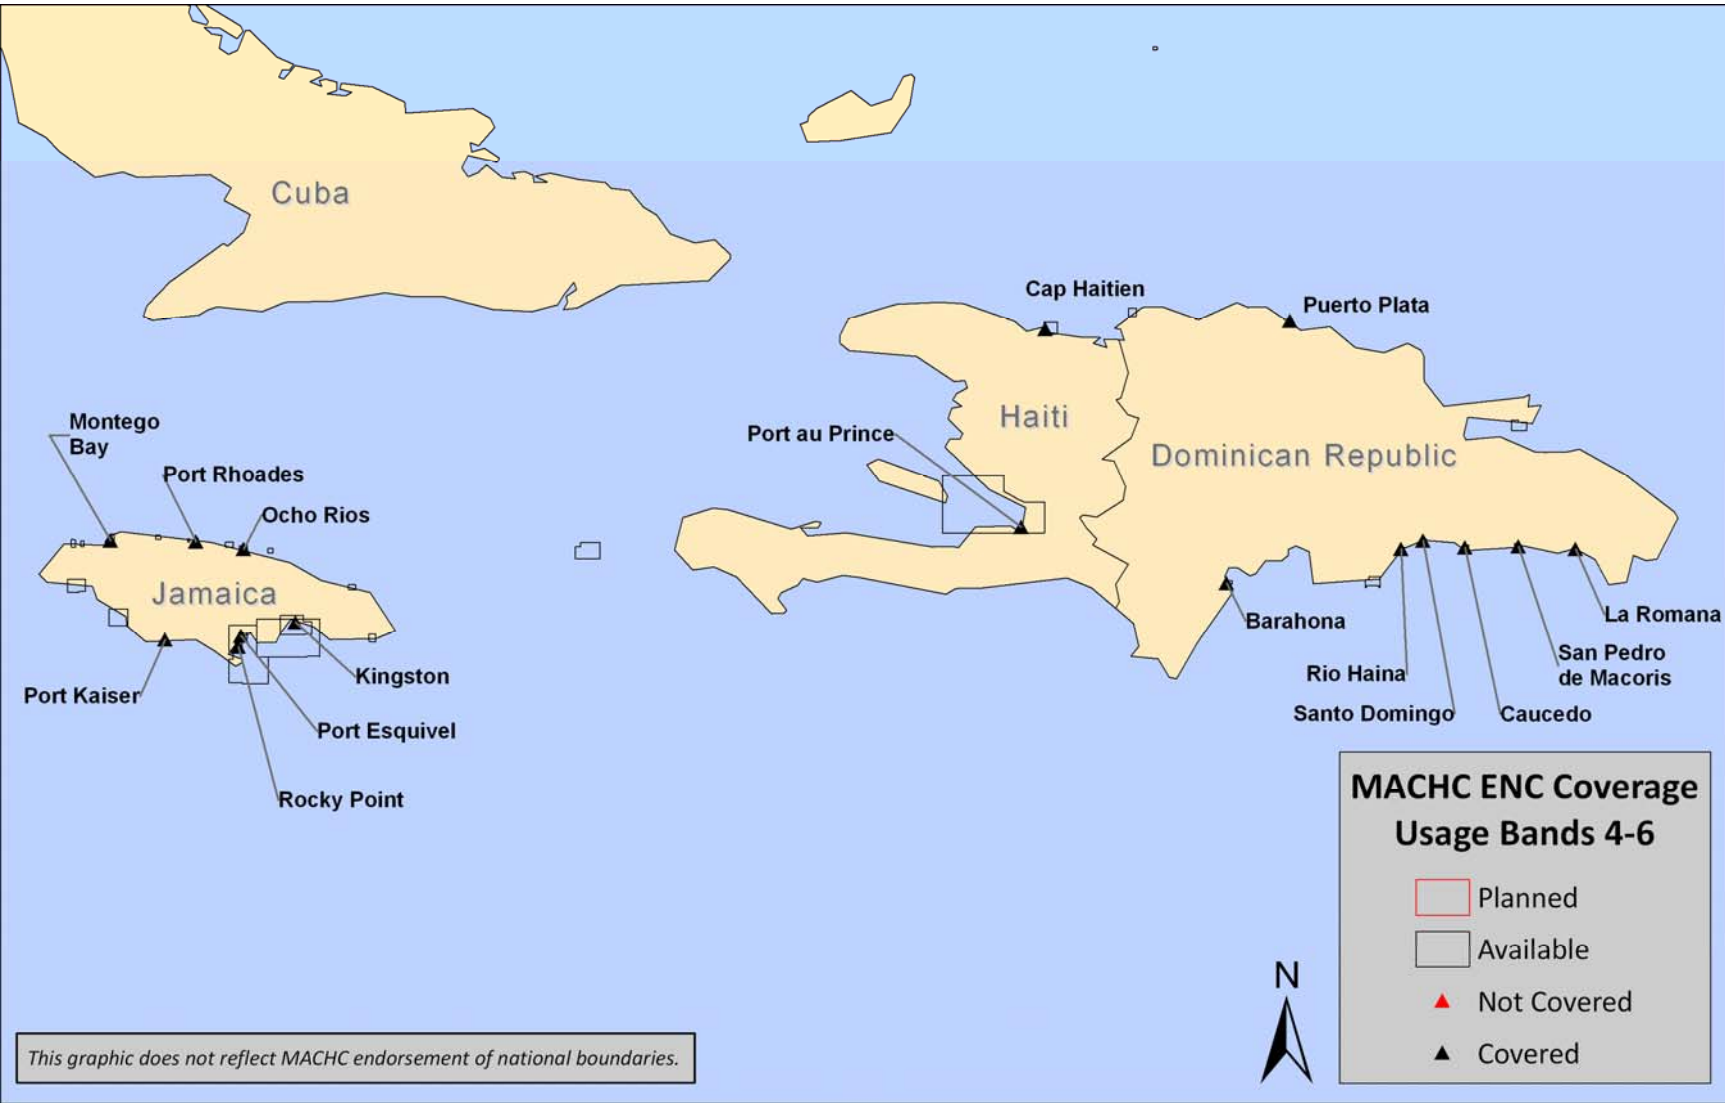 Cuba
Cap Haitien
Puerto Plata
Haiti
Port au Prince
Dominican Republic
Montego
Bay
Port Rhoades
Ocho Rios
Jamaica
Kingston
Port Kaiser
Port Esquivel
Rocky Point
Barahona
La Romana
San Pedro
de Macoris
Rio Haina
Santo Domingo
Caucedo
MACHC ENC Coverage
Usage Bands 4-6
Planned
Available
Not Covered
Covered
N
This graphic does not reflect MACHC endorsement of national boundaries.